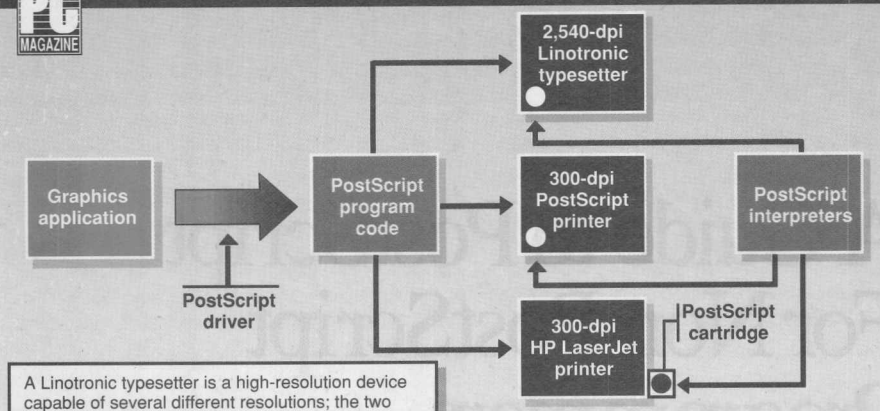 PC
MAGAZINE
2,540-dpi
Linotronic
typesetter
Graphics
application
PostScript
program
code
300-dpi
PostScript
printer
PostScript
interpreters
PostScript
driver
300-dpi
HP LaserJet
printer
PostScript
cartridge
A Linotronic typesetter is a high-resolution device
capable of several different resolutions; the two